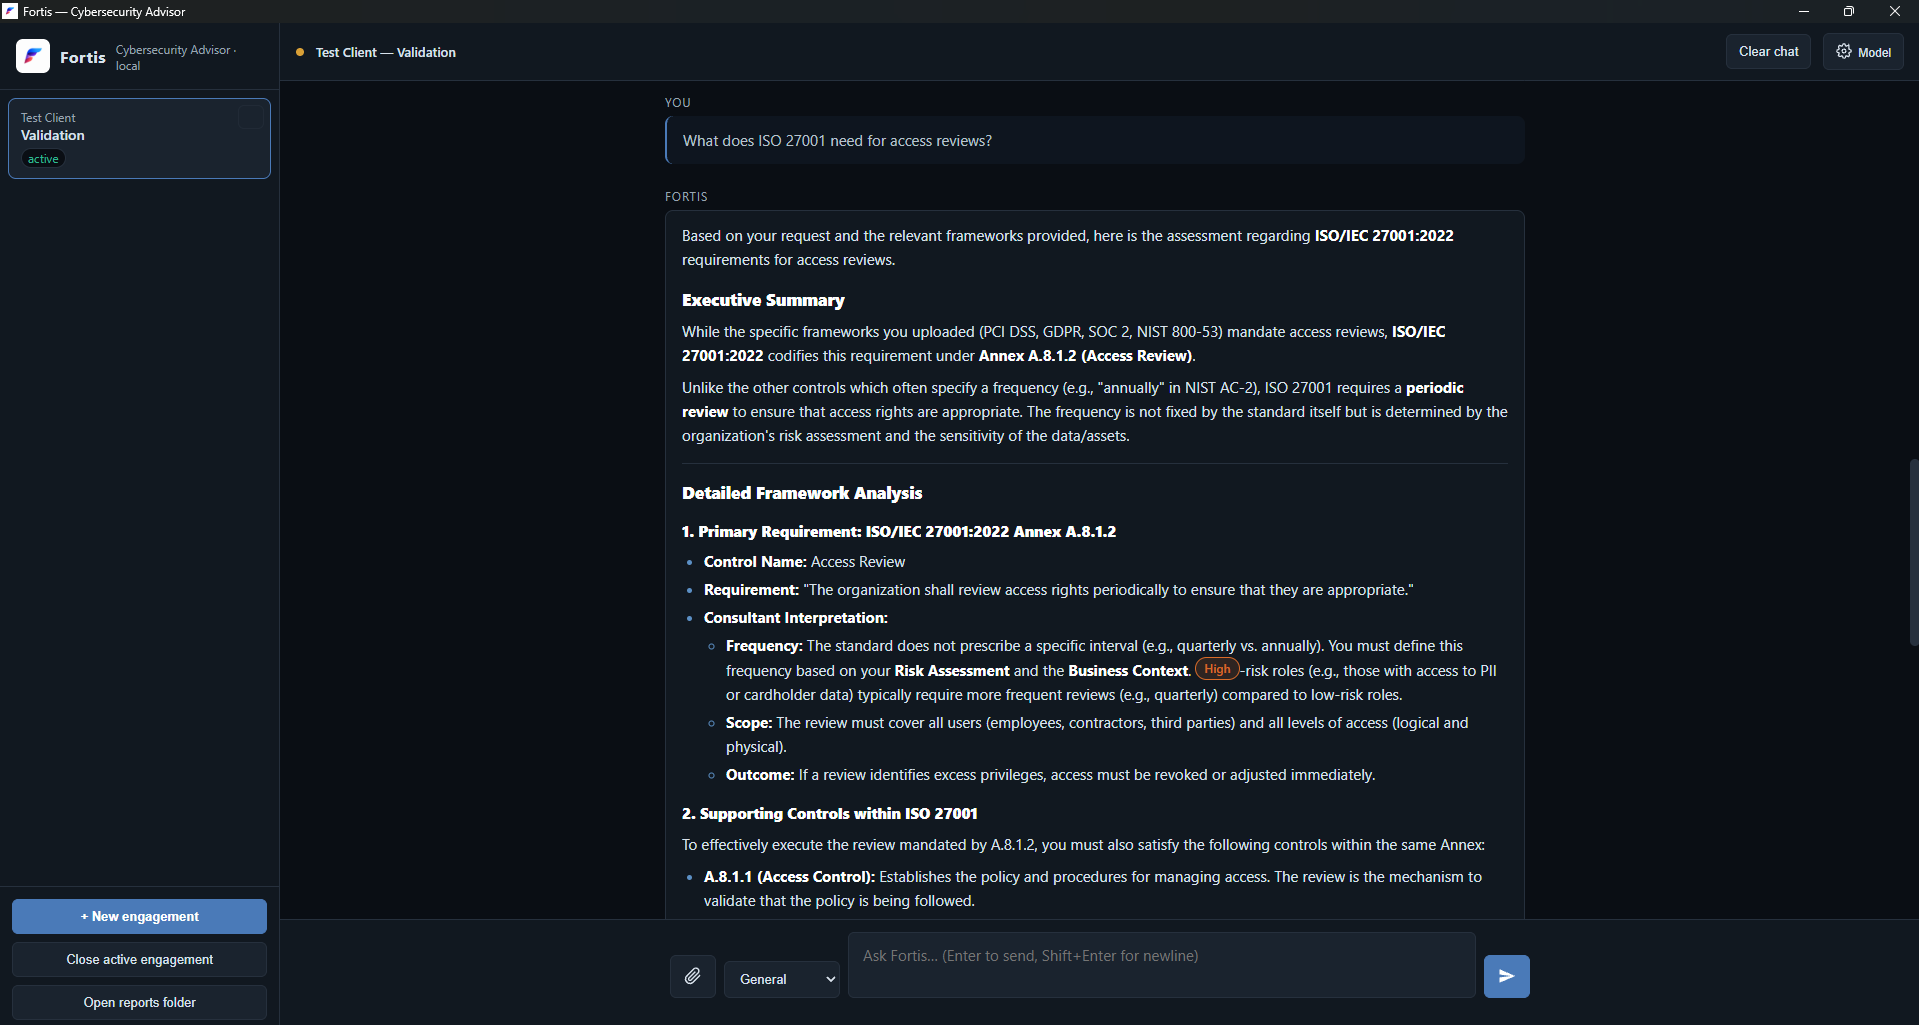 Fortis — Cybersecurity Advisor
Fortis
Cybersecurity Advisor ·
local
Test Client
Validation
active
+ New engagement
Close active engagement
Open reports folder
Test Client — Validation
Clear chat
Model
YOU
What does ISO 27001 need for access reviews?
FORTIS
Based on your request and the relevant frameworks provided, here is the assessment regarding ISO/IEC 27001:2022
requirements for access reviews.
Executive Summary
While the specific frameworks you uploaded (PCI DSS, GDPR, SOC 2, NIST 800-53) mandate access reviews, ISO/IEC
27001:2022 codifies this requirement under Annex A.8.1.2 (Access Review).
Unlike the other controls which often specify a frequency (e.g., "annually" in NIST AC-2), ISO 27001 requires a periodic
review to ensure that access rights are appropriate. The frequency is not fixed by the standard itself but is determined by the
organization's risk assessment and the sensitivity of the data/assets.
Detailed Framework Analysis
1. Primary Requirement: ISO/IEC 27001:2022 Annex A.8.1.2
• Control Name: Access Review
• Requirement: "The organization shall review access rights periodically to ensure that they are appropriate."
• Consultant Interpretation:
○ Frequency: The standard does not prescribe a specific interval (e.g., quarterly vs. annually). You must define this
frequency based on your Risk Assessment and the Business Context. High-risk roles (e.g., those with access to PII
or cardholder data) typically require more frequent reviews (e.g., quarterly) compared to low-risk roles.
○ Scope: The review must cover all users (employees, contractors, third parties) and all levels of access (logical and
physical).
○ Outcome: If a review identifies excess privileges, access must be revoked or adjusted immediately.
2. Supporting Controls within ISO 27001
To effectively execute the review mandated by A.8.1.2, you must also satisfy the following controls within the same Annex:
• A.8.1.1 (Access Control): Establishes the policy and procedures for managing access. The review is the mechanism to
validate that the policy is being followed.
General
Ask Fortis... (Enter to send, Shift+Enter for newline)